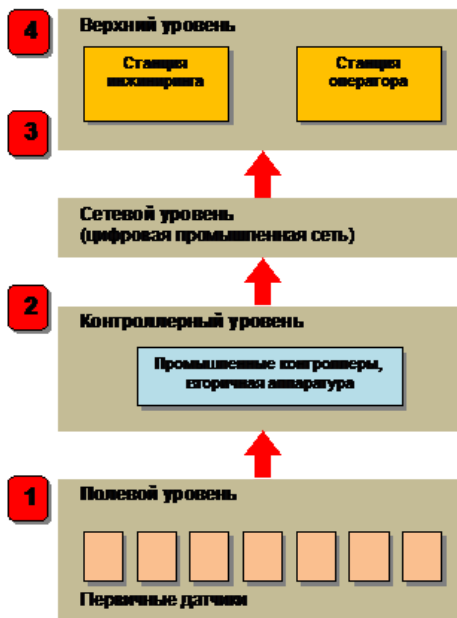 4
Верхний уровень
Станция
инжиниринга
Станция
оператора
3
Сетевой уровень
(цифровая промышленная сеть)
2
Контроллерный уровень
Промышленные контроллеры,
вторичная аппаратура
1
Полевой уровень
Первичные датчики